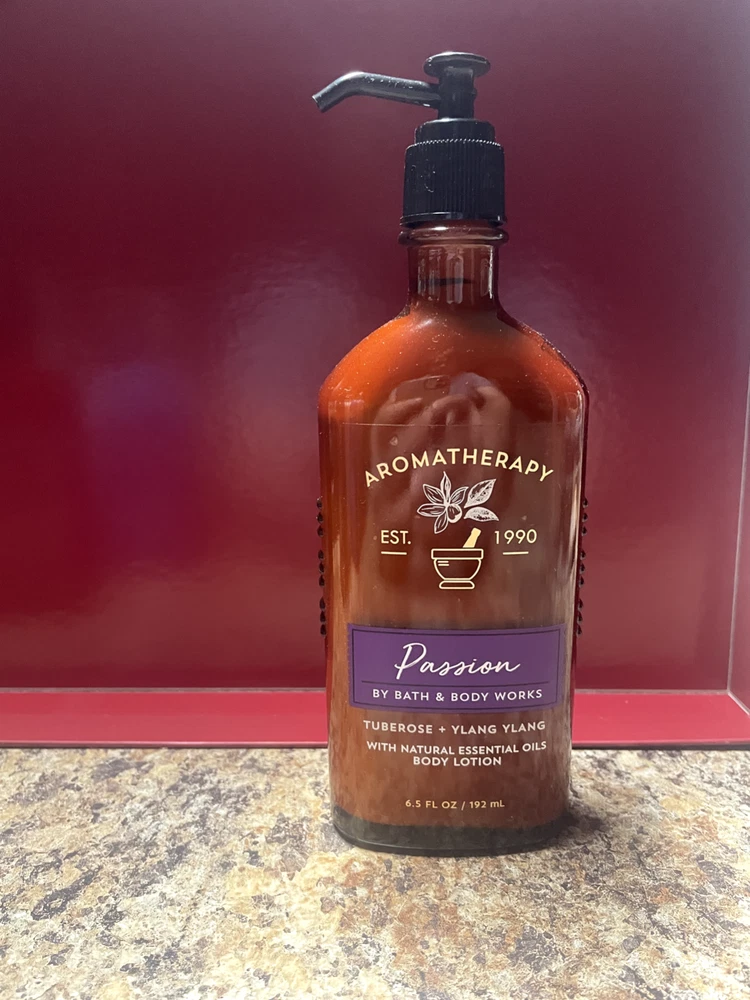 AROMATHERAPY
EST. 1990
Passion
BY BATH & BODY WORKS
TUBEROSE + YLANG YLANG
WITH NATURAL ESSENTIAL OILS
BODY LOTION
6.5 FL OZ / 192 mL